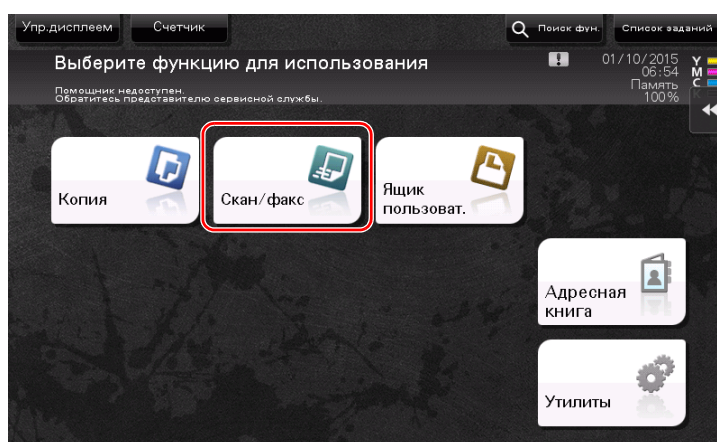 Упр.дисплеем
Счетчик
Поиск фун.
Список заданий
Выберите функцию для использования
01/10/2015
06:54
Память
100%
Помощник недоступен.
Обратитесь представителю сервисной службы.
Y
M
C
K
Копия
Скан/факс
Ящик
пользоват.
Адресная
книга
Утилиты